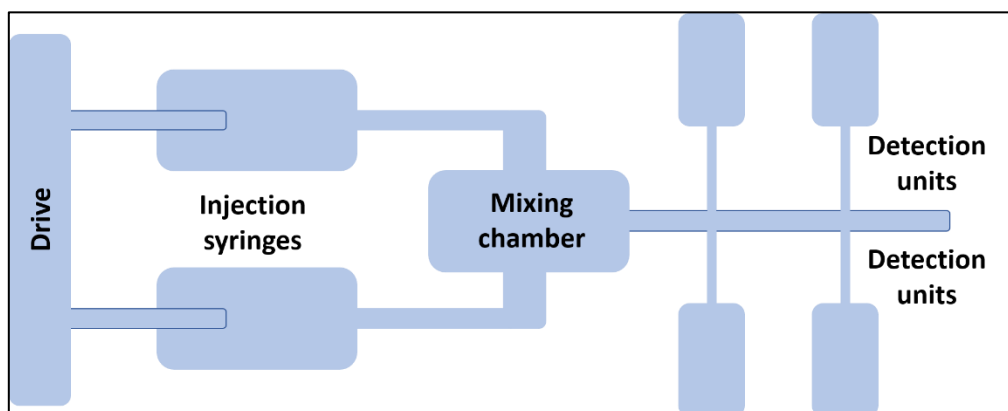 Drive
Injection
syringes
Mixing
chamber
Detection
units
Detection
units